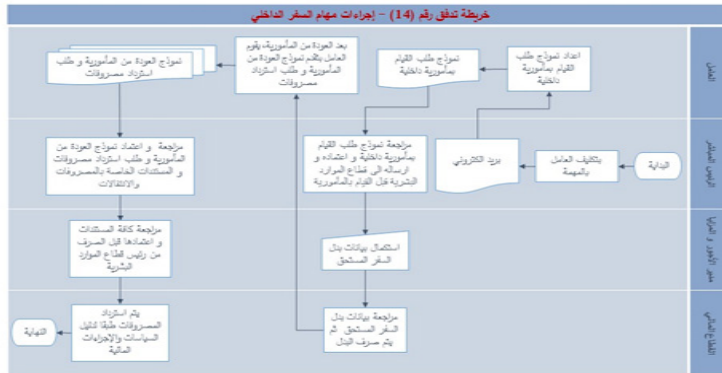 خريطة تدفق رقم (14) – إجراءات مهام السفر الداخلي
العامل
اعداد نموذج طلب
القيام بمأمورية
داخلية
نموذج طلب القيام
بمأمورية داخلية
بعد العودة من المأمورية، يقوم
العامل بتقدم نموذج العودة من
المأمورية و طلب استرداد
مصروفات
نموذج العودة من المأمورية و طلب
استرداد مصروفات
الرئيس المباشر
البداية
بتكليف العامل
بالمهمة
بريد الكتروني
مراجعة نموذج طلب القيام
بمأمورية داخلية و اعتماده و
ارساله الى قطاع الموارد
البشرية قبل القيام بالمأمورية
مراجعة و اعتماد نموذج العودة من
المأمورية و طلب استرداد مصروفات
و المستندات الخاصة بالمصروفات
والانتقالات
مدير الأجور و المزايا
استكمال بيانات بدل
السفر المستحق
مراجعة كافة المستندات
و اعتمادها قبل الصرف
من رئيس قطاع الموارد
البشرية
القطاع المالي
مراجعة بيانات بدل
السفر المستحق ثم
يتم صرف البدل
يتم استرداد
المصروفات طبقا لدليل
السياسات والإجراءات
المالية
النهاية